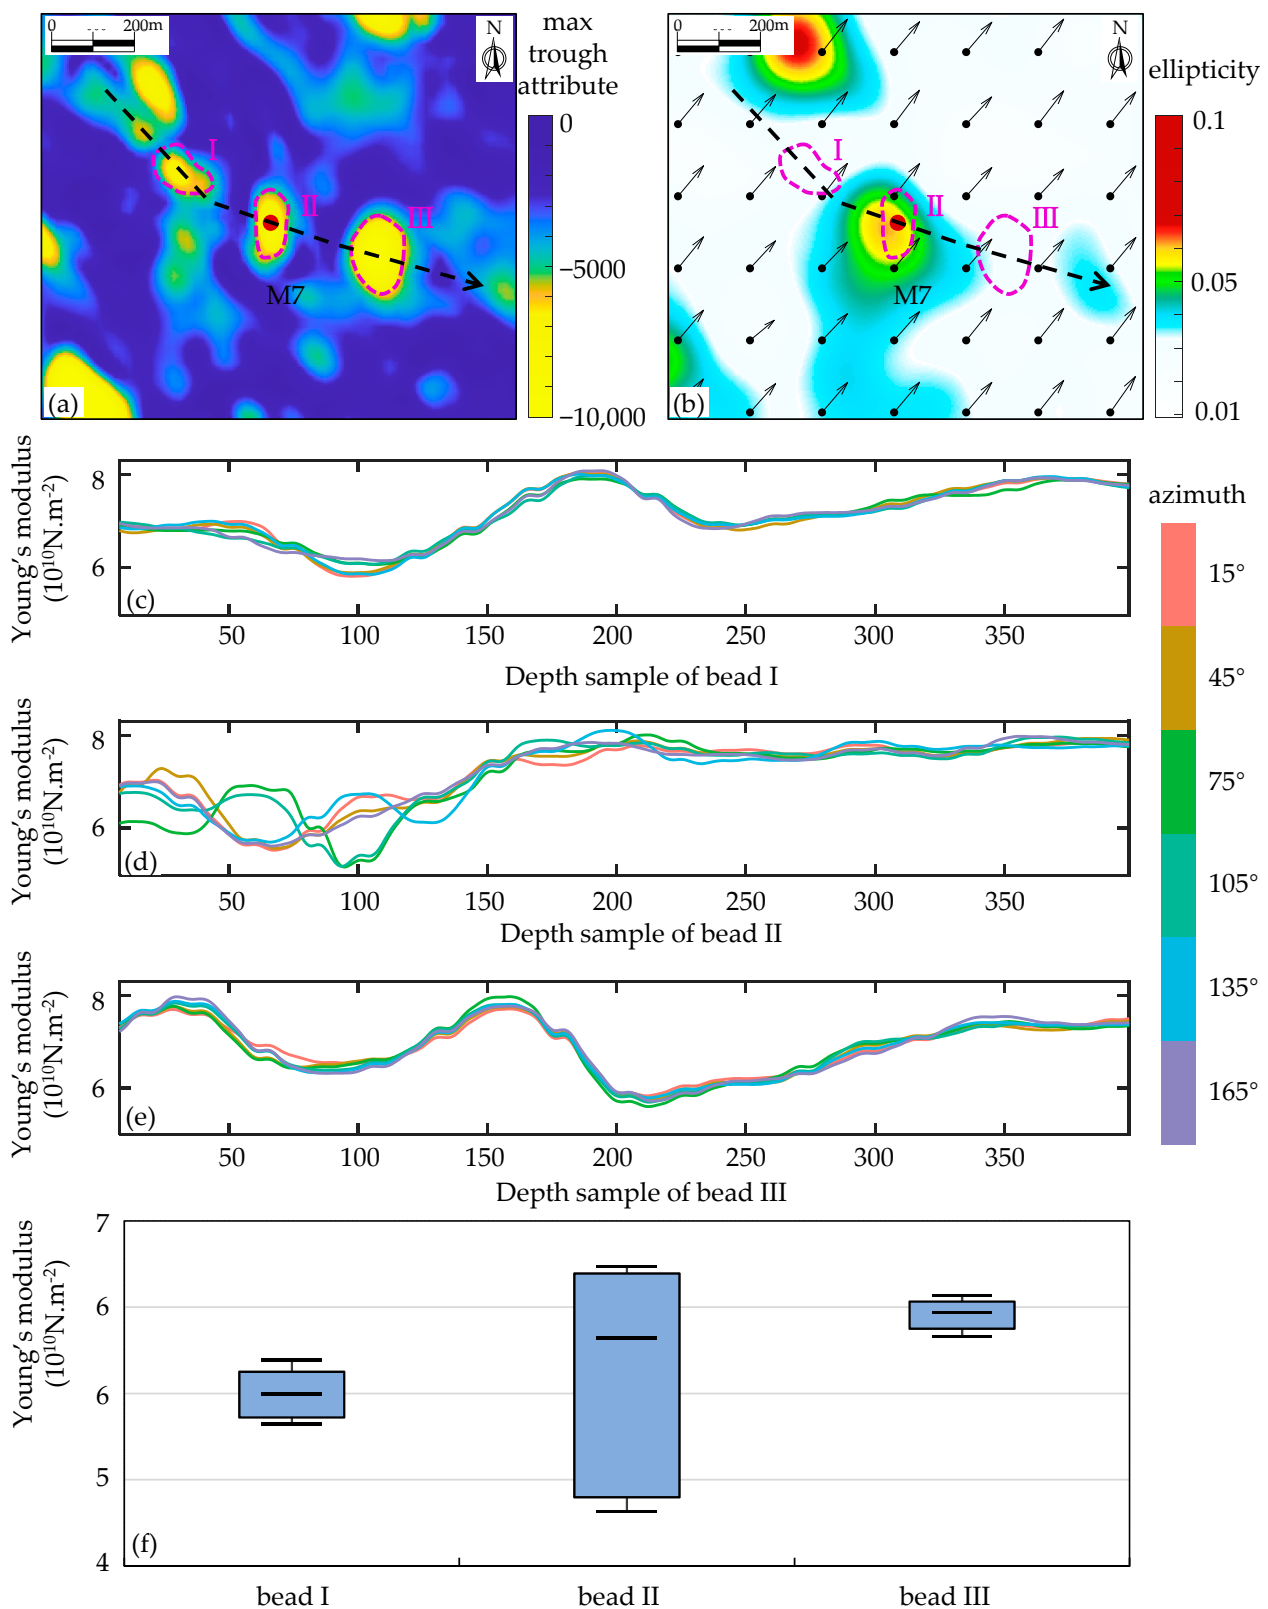 max
trough
attribute
0
−5000
−10,000
0
200m
N
I
II
III
M7
(a)
0
200m
N
I
II
III
M7
(b)
ellipticity
0.1
0.05
0.01
Young's modulus
(10¹⁰N.m⁻²)
8
6
(c)
50 100 150 200 250 300 350
Depth sample of bead I
Young's modulus
(10¹⁰N.m⁻²)
8
6
(d)
50 100 150 200 250 300 350
Depth sample of bead II
Young's modulus
(10¹⁰N.m⁻²)
8
6
(e)
50 100 150 200 250 300 350
Depth sample of bead III
azimuth
15°
45°
75°
105°
135°
165°
Young's modulus
(10¹⁰N.m⁻²)
7
6
6
5
4
(f)
bead I bead II bead III